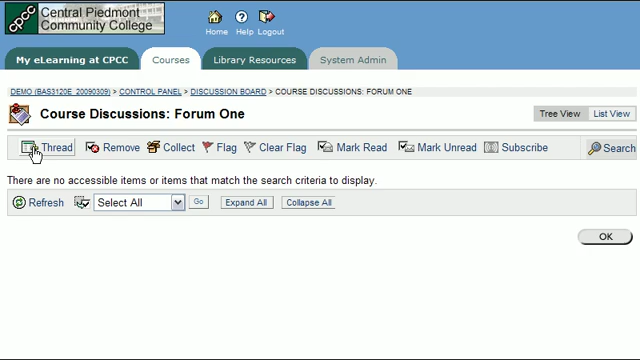 cpcc
Central Piedmont
Community College
Home Help Logout
My eLearning at CPCC Courses Library Resources System Admin
DEMO (BAS3120E_20090309) > CONTROL PANEL > DISCUSSION BOARD > COURSE DISCUSSIONS: FORUM ONE
Course Discussions: Forum One
Tree View List View
Thread Remove Collect Flag Clear Flag Mark Read Mark Unread Subscribe Search
There are no accessible items or items that match the search criteria to display.
Refresh Select All Go Expand All Collapse All
OK